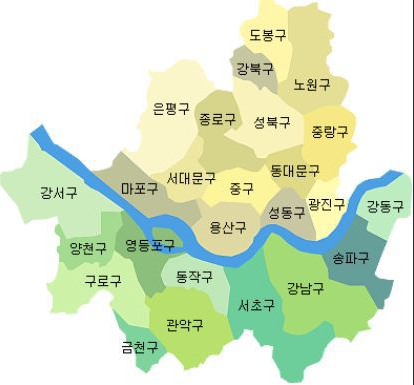 도봉구
강북구
노원구
은평구
종로구
성북구
중랑구
서대문구
동대문구
마포구
중구
강서구
성동구
광진구
강동구
용산구
양천구
영등포구
송파구
동작구
구로구
강남구
서초구
관악구
금천구